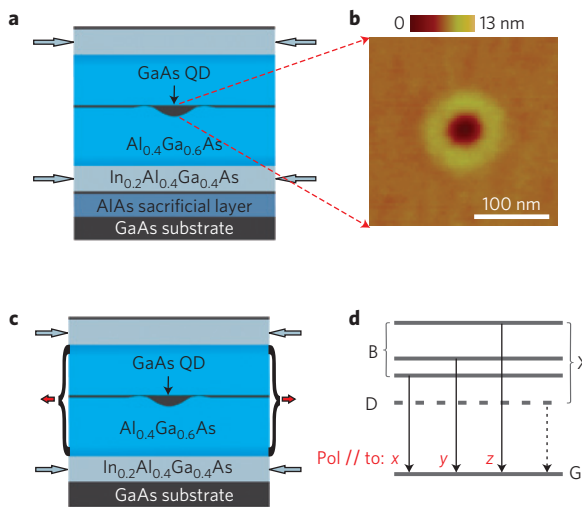 a
GaAs QD
Al0.4Ga0.6As
In0.2Al0.4Ga0.4As
AlAs sacrificial layer
GaAs substrate
b
0 13 nm
100 nm
c
GaAs QD
Al0.4Ga0.6As
In0.2Al0.4Ga0.4As
GaAs substrate
d
B
X
D
Pol // to: x y z
G